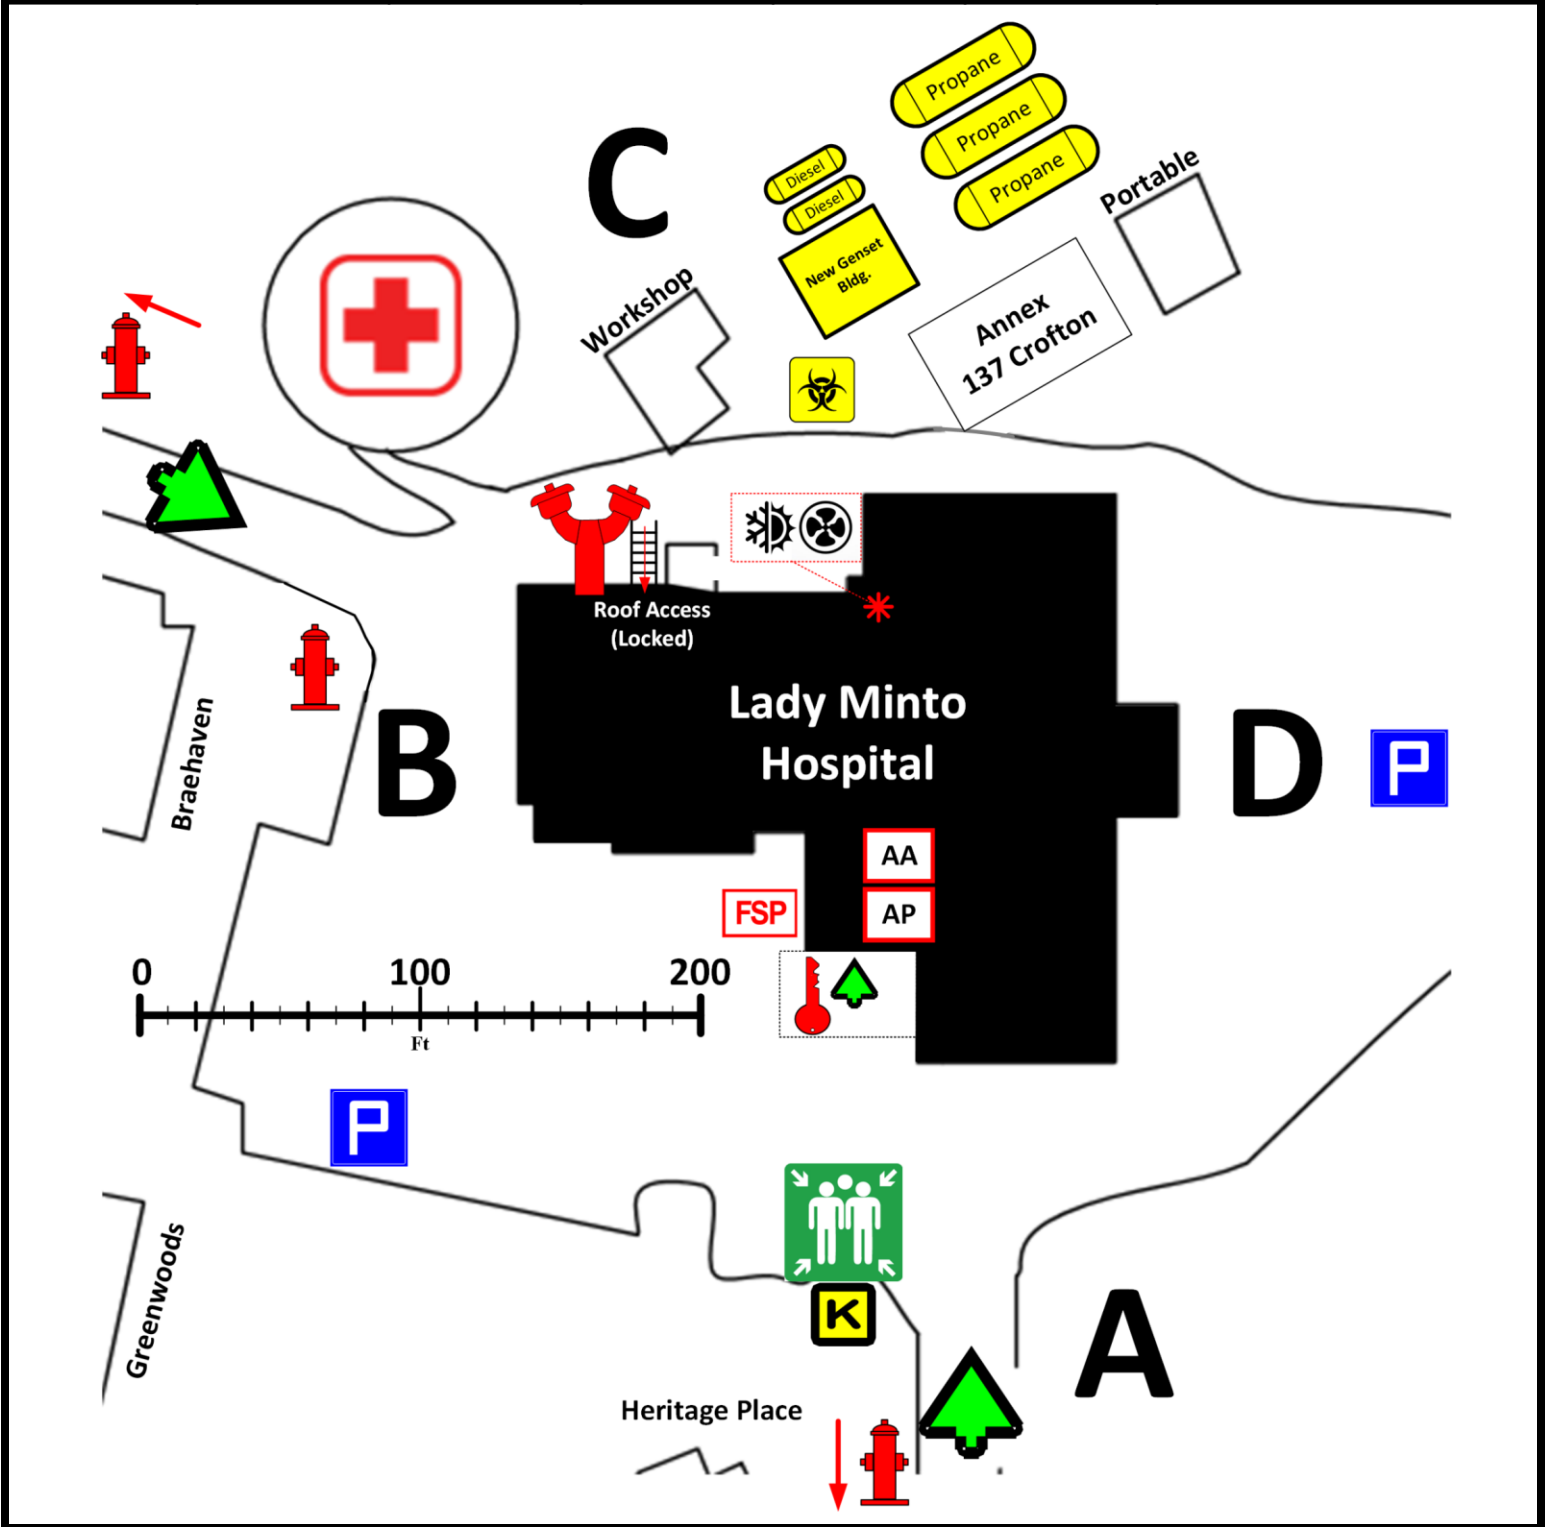 Propane
Propane
Propane
C
Diesel
Diesel
Portable
New Genset
Bldg.
Workshop
Annex
137 Crofton
Roof Access
(Locked)
Lady Minto
Hospital
Braehaven
B
D
P
AA
FSP
AP
0
100
200
Ft
P
Greenwoods
K
A
Heritage Place